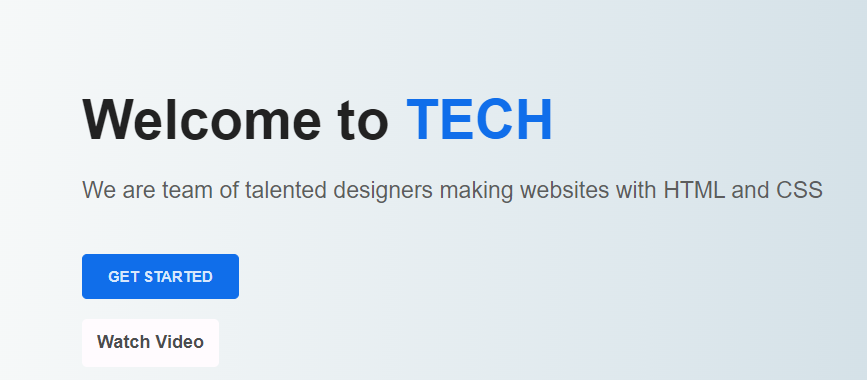 Welcome to TECH
We are team of talented designers making websites with HTML and CSS
GET STARTED
Watch Video